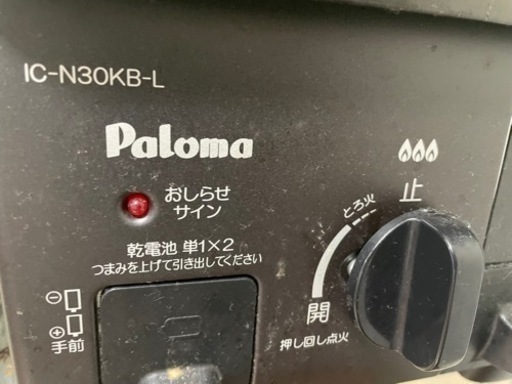 IC-N30KB-L
Paloma
おしらせ
サイン
乾電池 単1×2
つまみを上げて引き出してください
⊖
⊕
手前
止
とろ火
開
押し回し点火